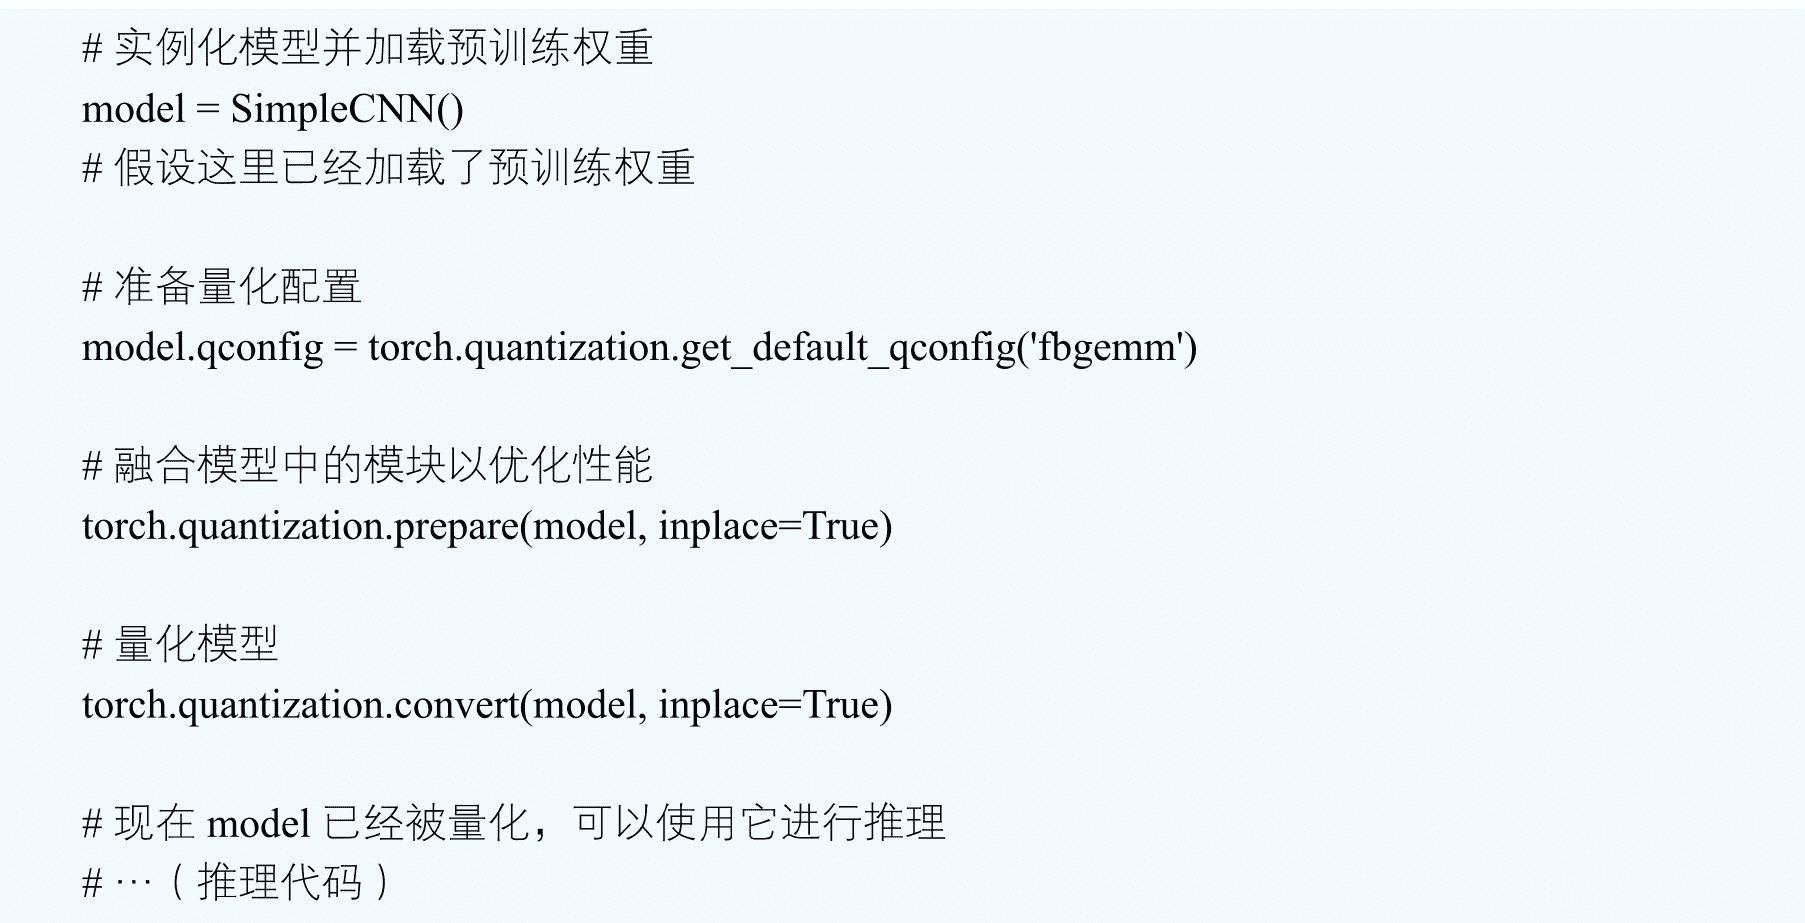 # 实例化模型并加载预训练权重
model = SimpleCNN()
# 假设这里已经加载了预训练权重
# 准备量化配置
model.qconfig = torch.quantization.get_default_qconfig('fbgemm')
# 融合模型中的模块以优化性能
torch.quantization.prepare(model, inplace=True)
# 量化模型
torch.quantization.convert(model, inplace=True)
# 现在 model 已经被量化，可以使用它进行推理
# …（推理代码）